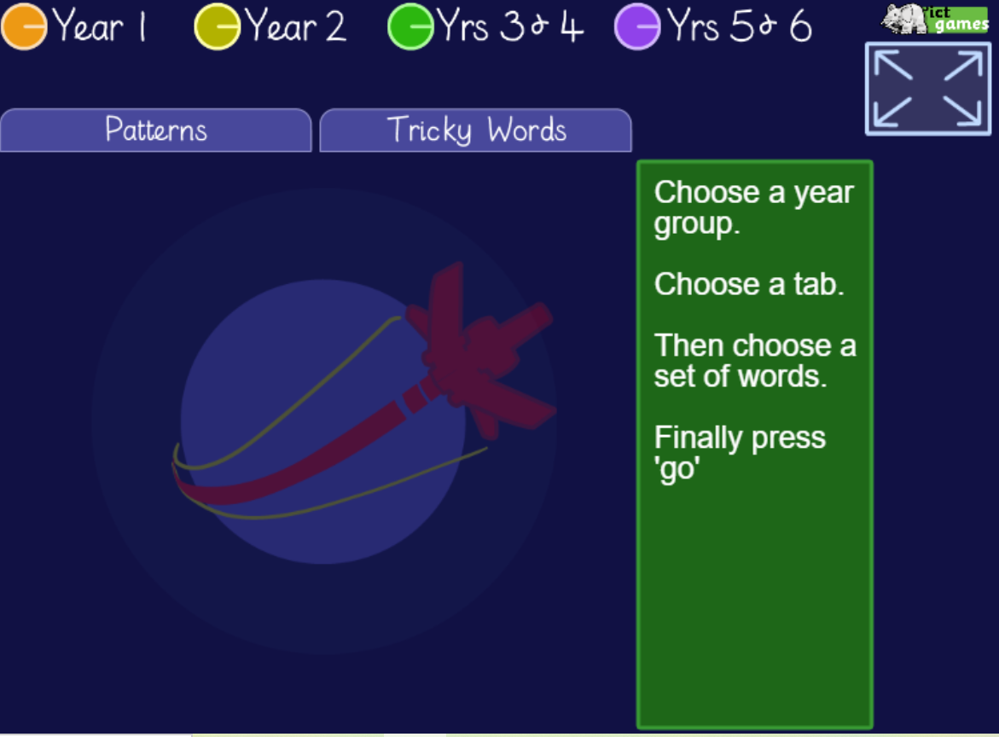 Year 1
Year 2
Yrs 3 & 4
Yrs 5 & 6
ict
games
Patterns
Tricky Words
Choose a year
group.
Choose a tab.
Then choose a
set of words.
Finally press
'go'